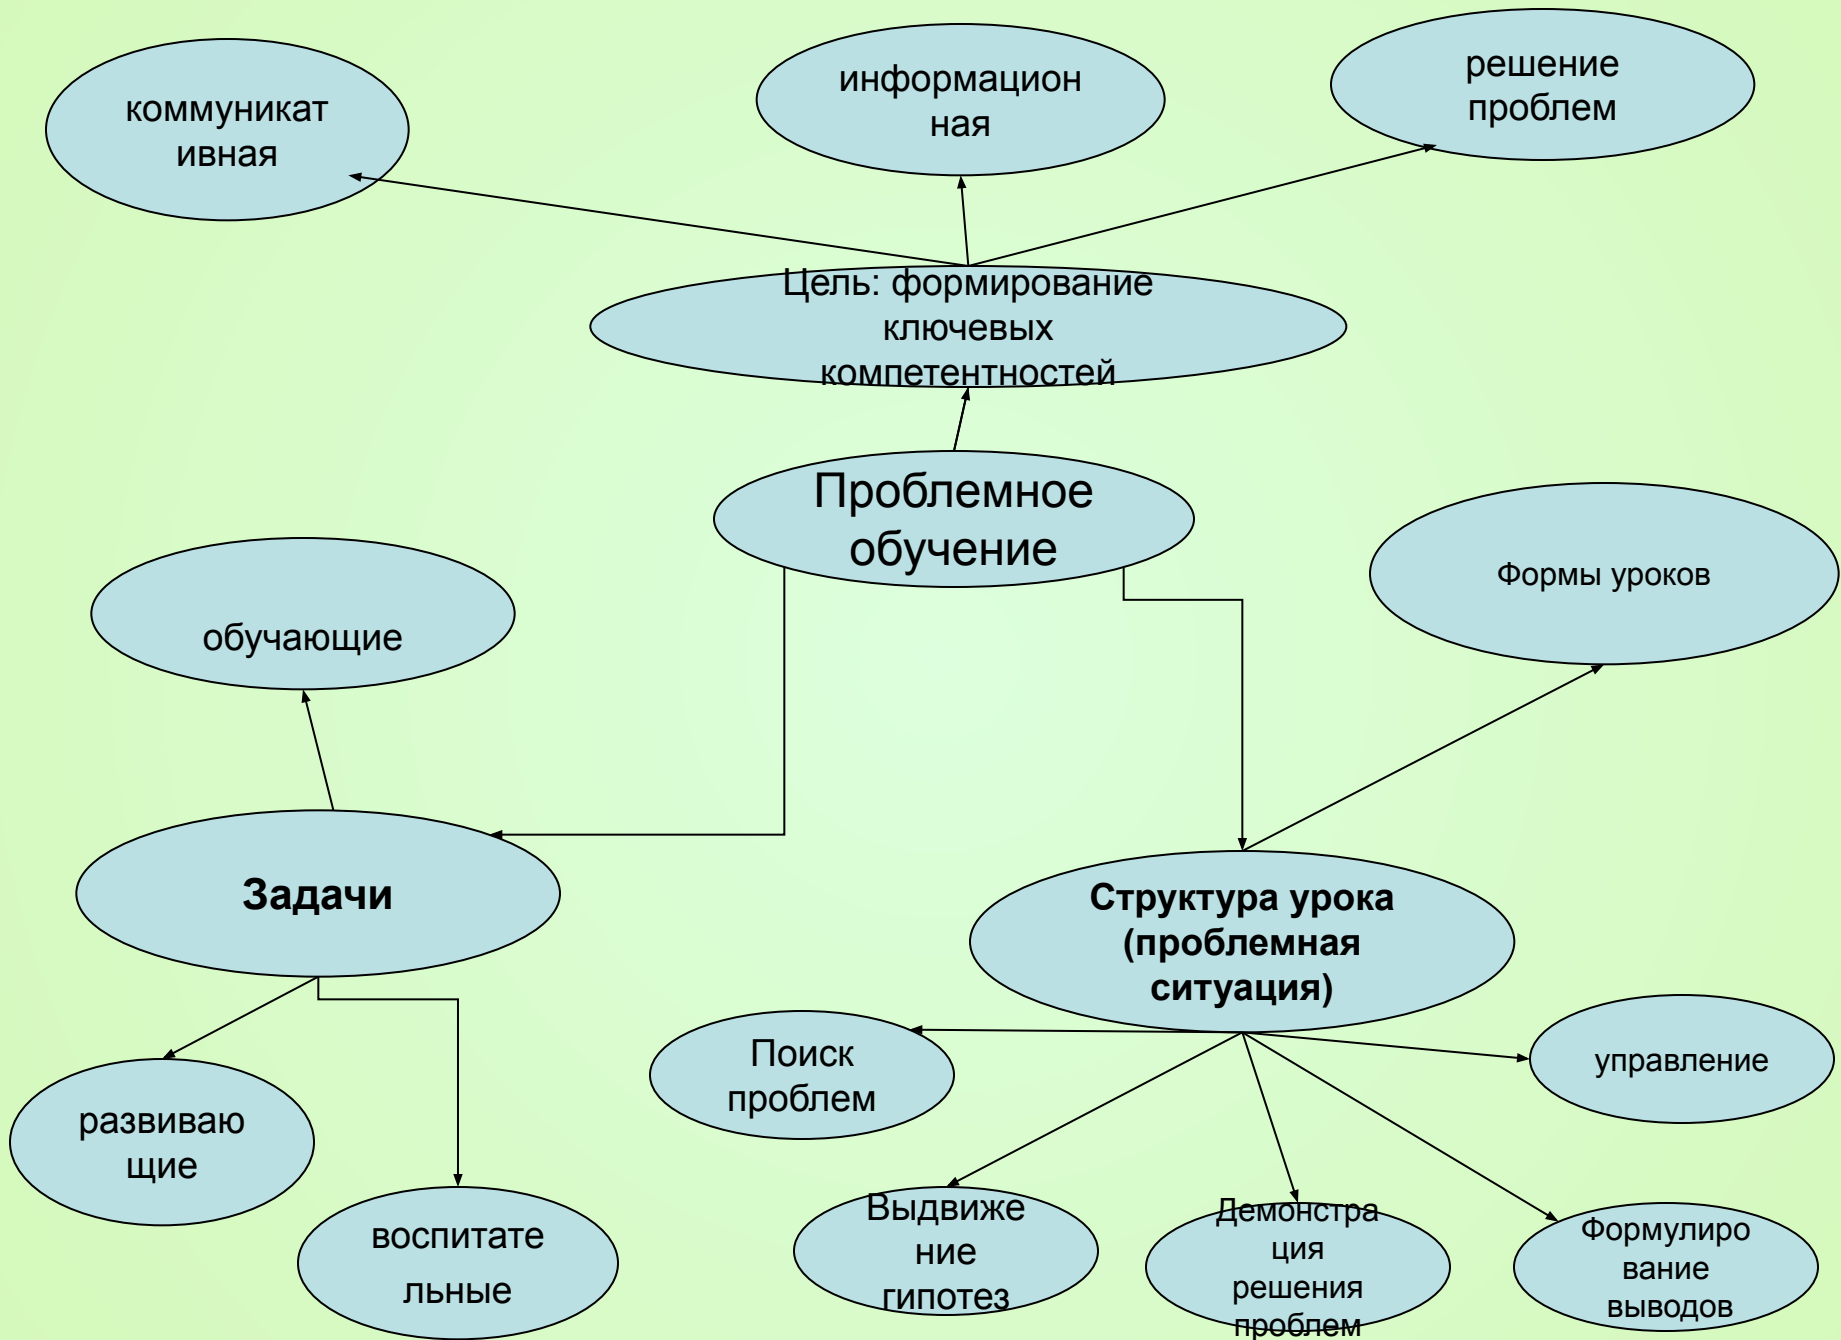 коммуникат
ивная
информацион
ная
решение
проблем
Цель: формирование
ключевых
компетентностей
Проблемное
обучение
Формы уроков
обучающие
Задачи
Структура урока
(проблемная
ситуация)
Поиск
проблем
управление
развиваю
щие
воспитате
льные
Выдвиже
ние
гипотез
Демонстра
ция
решения
проблем
Формулиро
вание
выводов